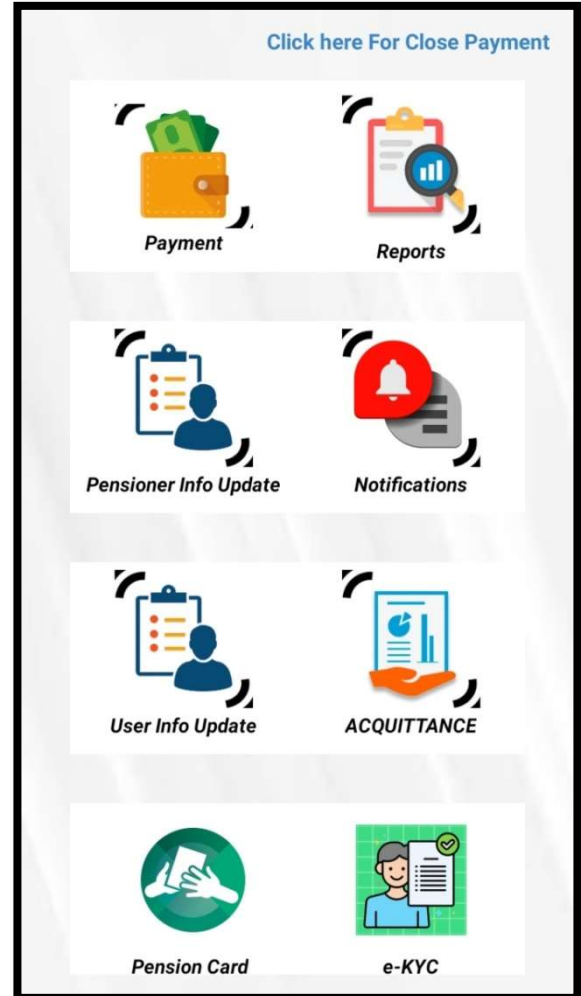 Click here For Close Payment
Payment
Reports
Pensioner Info Update
Notifications
User Info Update
ACQUITTANCE
Pension Card
e-KYC